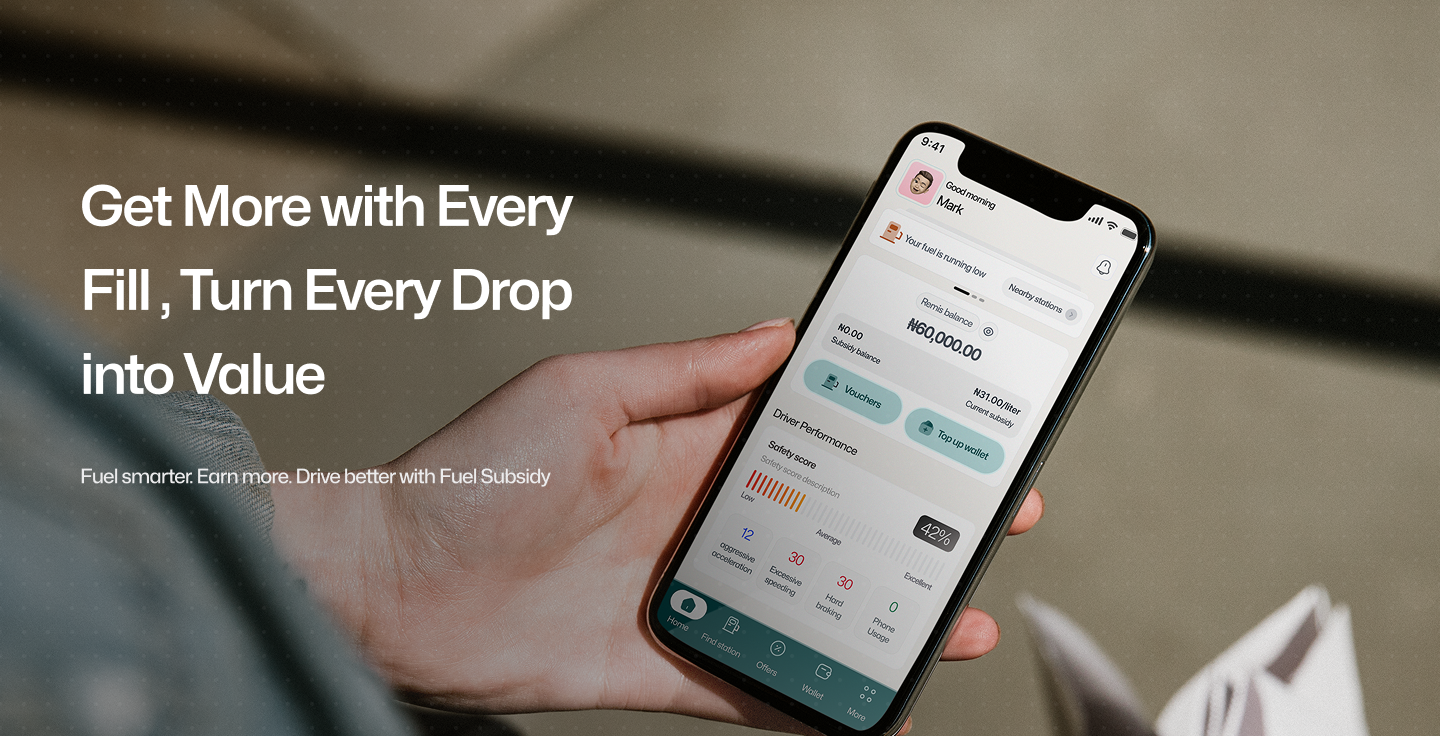 Get More with Every
Fill , Turn Every Drop
into Value
Fuel smarter. Earn more. Drive better with Fuel Subsidy
9:41
Good morning
Mark
Your fuel is running low
Nearby stations
Remis balance
₦60,000.00
₦0.00
Subsidy balance
₦31.00/liter
Current subsidy
Vouchers
Top up wallet
Driver Performance
Safety score
Safety score description
Low
Average
Excellent
42%
12
aggressive
acceleration
30
Excessive
speeding
30
Hard
braking
0
Phone
Usage
Home
Find station
Offers
Wallet
More